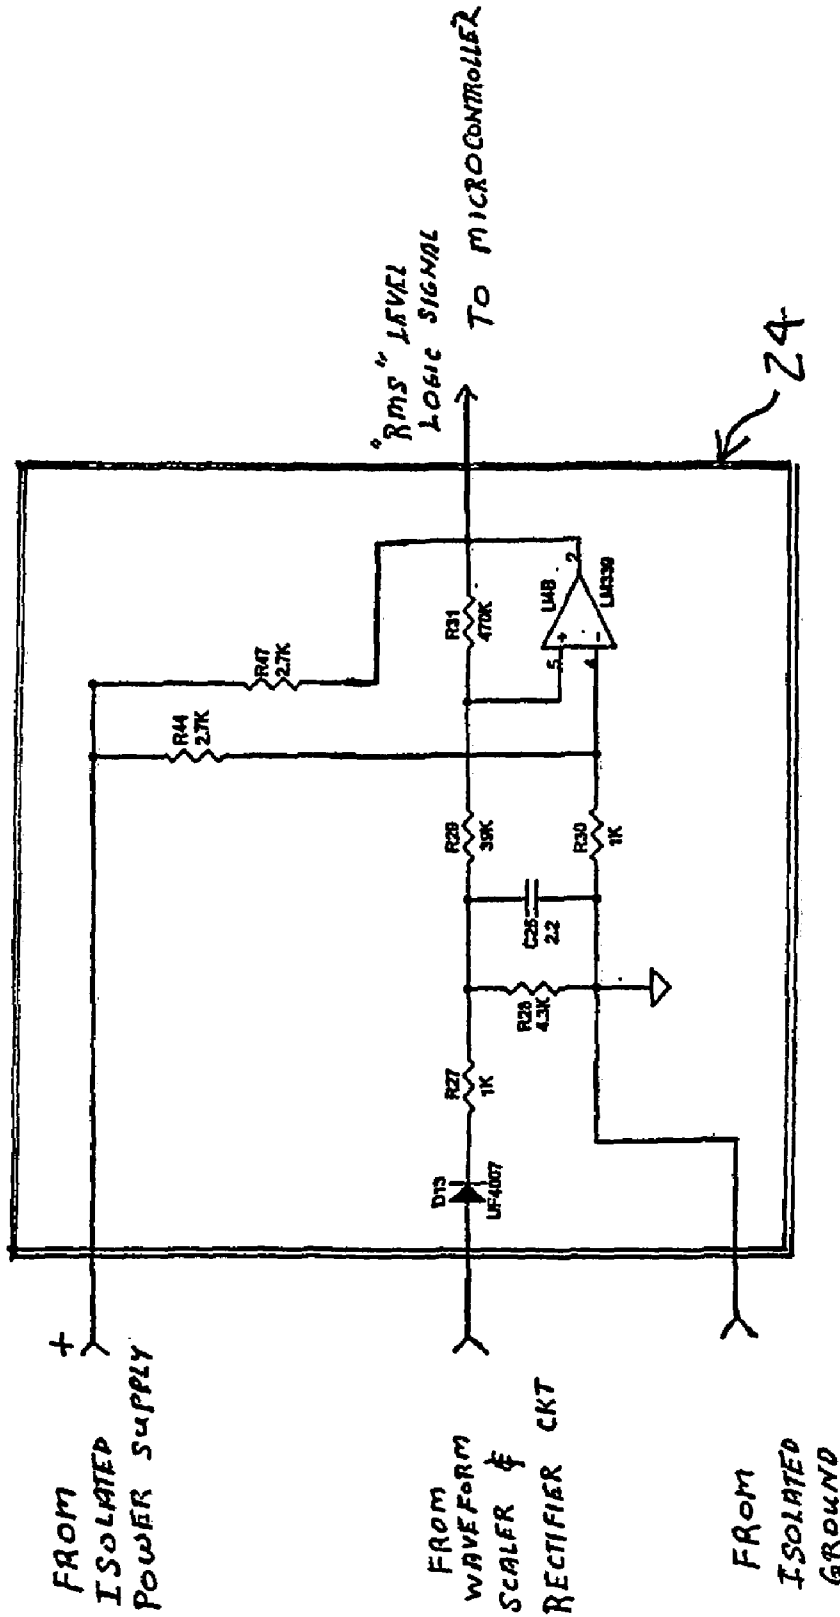 FROM
ISOLATED
POWER SUPPLY
+
FROM
WAVEFORM
SCALER &
RECTIFIER CKT
FROM
ISOLATED
GROUND
R44
2.7K
R47
2.7K
D13
UF4007
R27
1K
R28
4.3K
C25
2.2
R29
39K
R30
1K
R31
470K
5
+
4
-
2
U4B
LM339
"RMS" LEVEL
LOGIC SIGNAL
TO MICROCONTROLLER
24